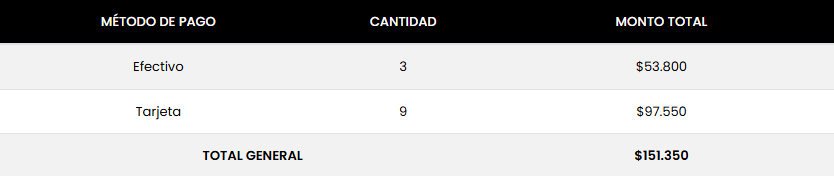 MÉTODO DE PAGO CANTIDAD MONTO TOTAL
Efectivo 3 $53.800
Tarjeta 9 $97.550
TOTAL GENERAL $151.350